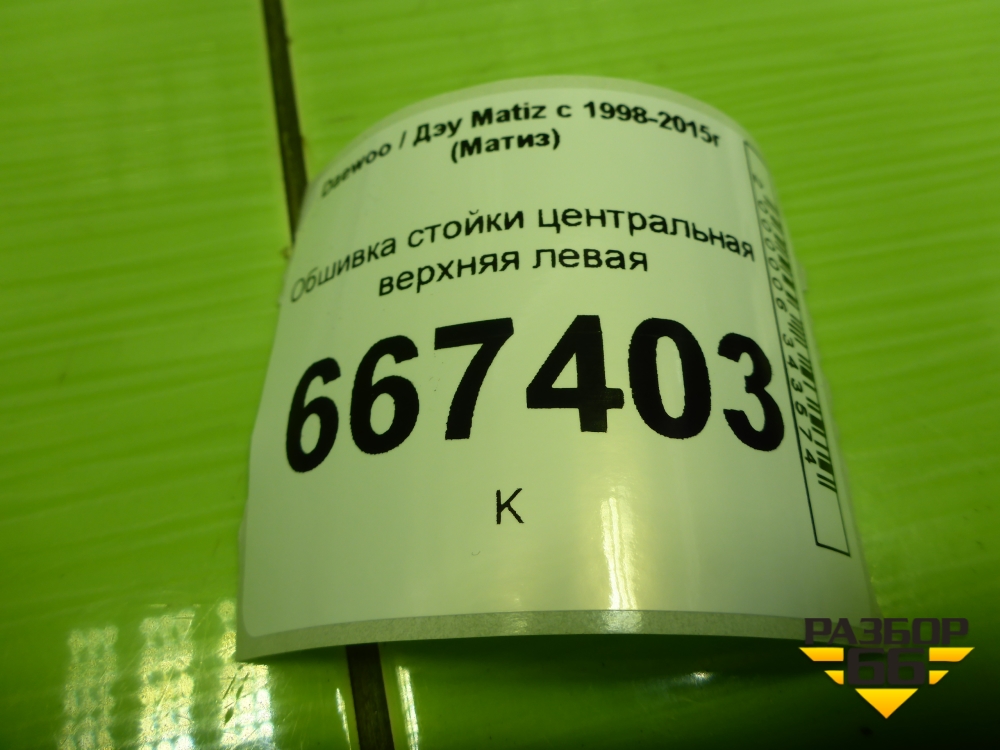 Daewoo / Дэу Matiz с 1998-2015г
(Матиз)
Обшивка стойки центральная
верхняя левая
667403
К
РАЗБОР
66